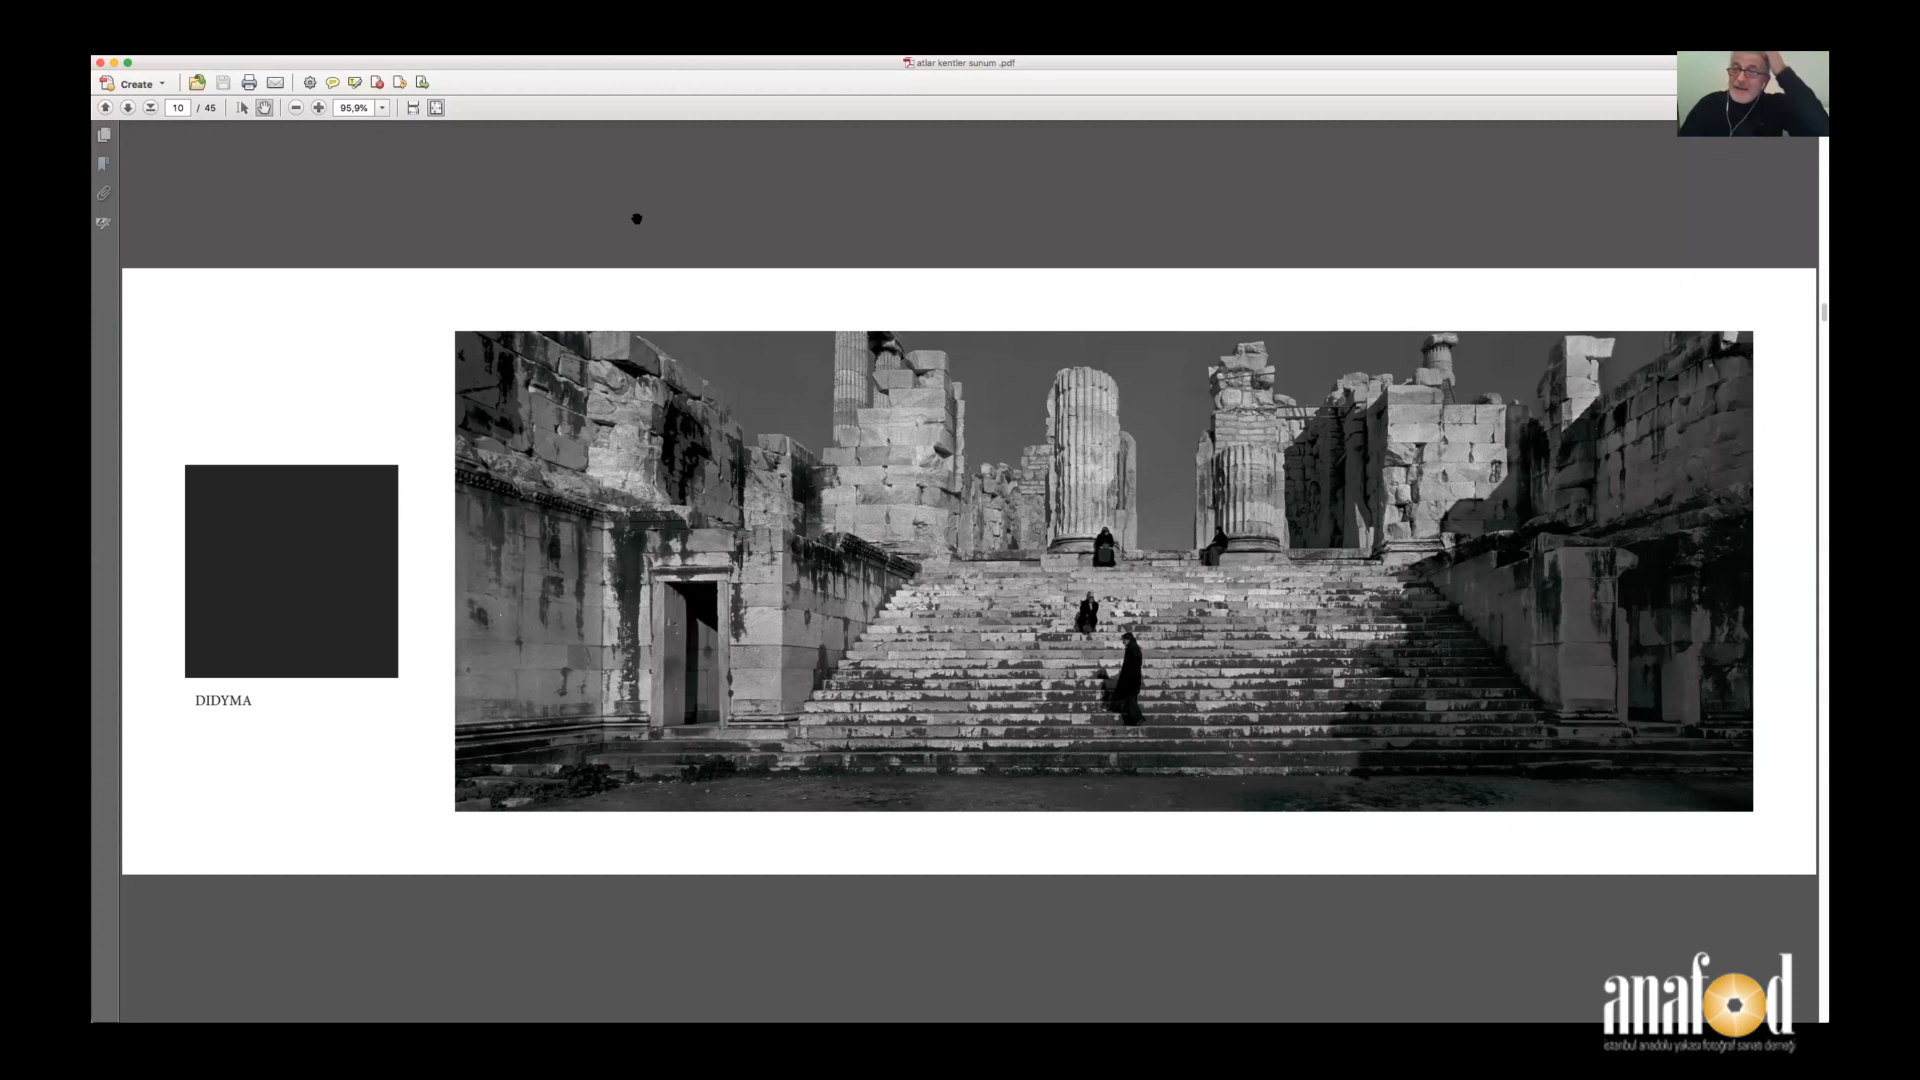 atlar kentler sunum .pdf
Create
10 / 45
95,9%
DIDYMA
anafod
istanbul anadolu yakası fotoğraf sanatı derneği